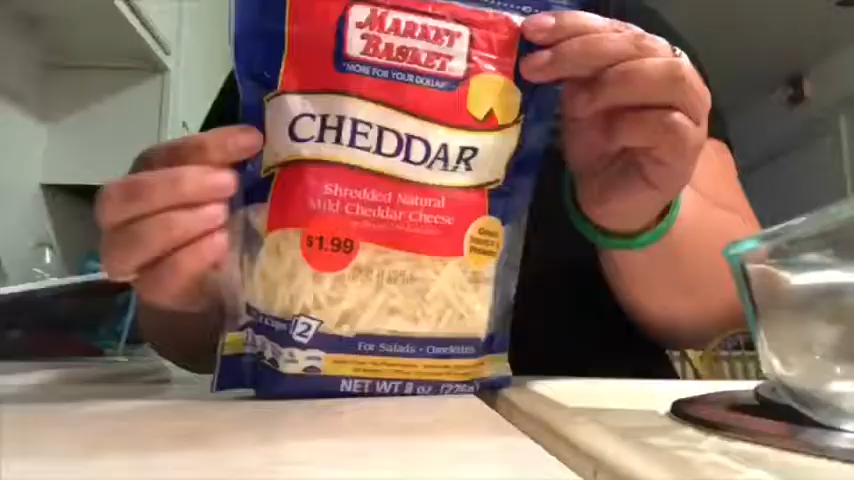 MARKET
BASKET
"MORE FOR YOUR DOLLAR"
CHEDDAR
Shredded Natural
Mild Cheddar Cheese
$1.99
2
For Salads • Omelettes
NET WT 8 oz (226g)